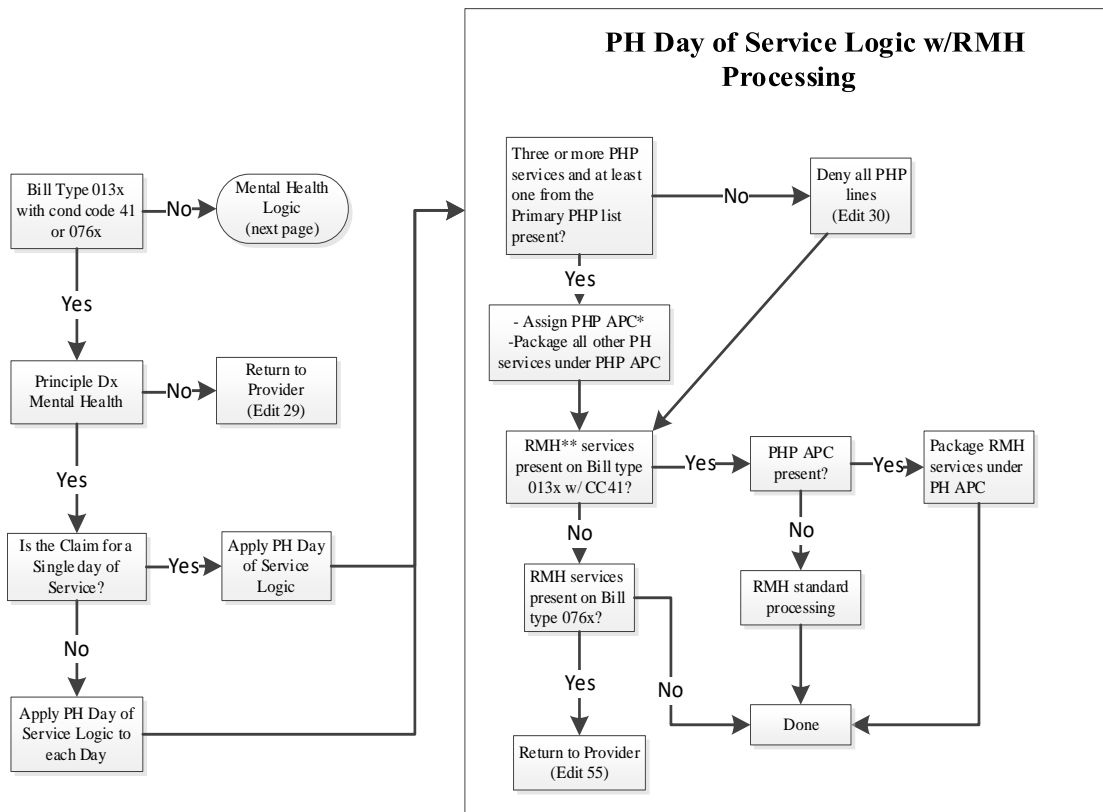 PH Day of Service Logic w/RMH
Processing
Bill Type 013x
with cond code 41
or 076x
No
Mental Health
Logic
(next page)
Yes
Principle Dx
Mental Health
No
Return to
Provider
(Edit 29)
Yes
Is the Claim for a
Single day of
Service?
Yes
Apply PH Day
of Service
Logic
No
Apply PH Day of
Service Logic to
each Day
Three or more PHP
services and at least
one from the
Primary PHP list
present?
No
Deny all PHP
lines
(Edit 30)
Yes
- Assign PHP APC*
-Package all other PH
services under PHP APC
RMH** services
present on Bill type
013x w/ CC41?
Yes
PHP APC
present?
Yes
Package RMH
services under
PH APC
No
No
RMH services
present on Bill
type 076x?
RMH standard
processing
Yes
No
Done
Return to Provider
(Edit 55)